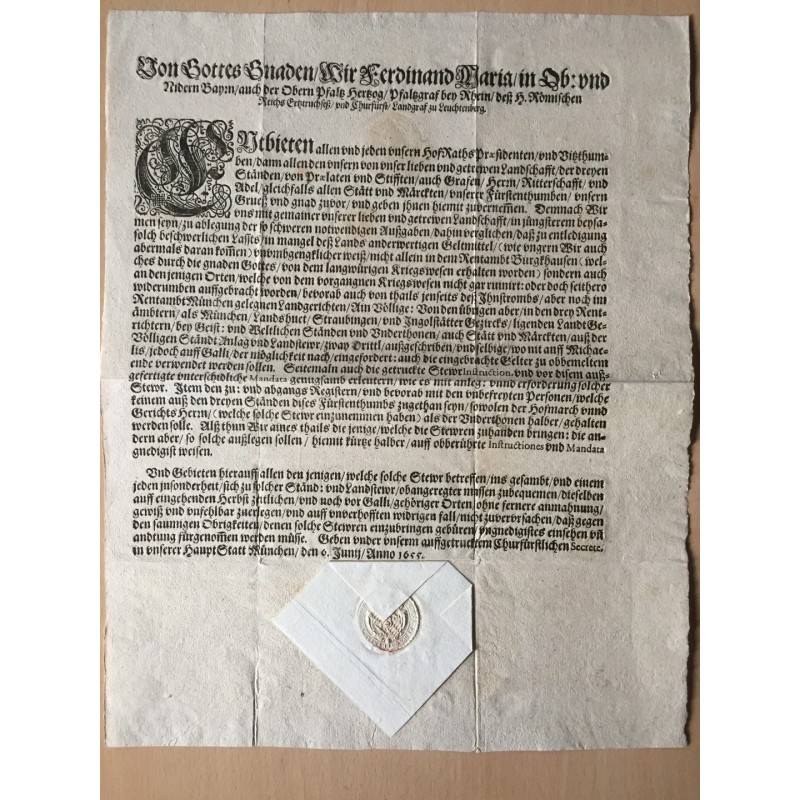 Von Gottes Gnaden/Wir Ferdinand Maria/in Ob: vnd
Nidern Bayrn/auch der Obern Pfaltz Hertzog/Pfaltzgraf bey Rhein/deß H. Römischen
Reichs Ertztruchseß/vnd Churfürst/Landgraf zu Leuchtenberg.
ENtbieten allen vnd jeden vnsern HofRaths Præsidenten/vnd Vitzthum-
ben/dann allen den vnsern von vnser lieben vnd getrewen Landschafft/der dreyen
Ständen/von Prælaten vnd Stifften/auch Grafen/Herrn/Ritterschafft/vnd
Adel/gleichfalls allen Stätt vnd Märckten/vnserer Fürstenthumben/vnsern
Grueß vnd gnad zuvor/vnd geben jhnen hiemit zuvernemmen. Demnach Wir
vns mit gemainer vnserer lieben vnd getrewen Landschafft/in jüngsterem beysa-
men seyn/zu ablegung der so schweren notwendigen Außgaben/dahin verglichen/daß zu entledigung
solch beschwerlichen Lasts/in mangel deß Lands anderwertigen Geltmittel/(wie vngern Wir auch
abermals daran kommen) vnvmbgengklicher weiß/nicht allein in dem Rentambt Burgkhausen (wel-
ches durch die gnaden Gottes/von dem langwürigen Kriegswesen erhalten worden) sondern auch
an den jenigen Orten/welche von dem vorgangnen Kriegswesen nicht gar ruinirt: oder doch seithero
widerumben auffgebracht worden/bevorab auch von theils jenseits deß Jhnstrombs/aber noch im
Rentambt München gelegnen Landgerichten/Ain Völlige: Von den übrigen aber/in den drey Rent-
ämbtern/als München/Landshuet/Straubingen/vnd Ingolstätter Gezircks/ligenden Landt Ge-
richtern/bey Geist: vnd Weltlichen Ständen vnd Vnderthonen/auch Stätt vnd Märckten/auß der
Völligen Ständt Anlag vnd Landstewr/zway Drittl/außgeschriben/vnd selbige/wo nit auff Michae-
lis/jedoch auff Galli/der möglichkeit nach/eingefordert: auch die eingebrachte Gelter zu obbemeltem
ende verwendet werden sollen. Seitemaln auch die getruckte Stewr Instruction, vnd vor disem auß-
gefertigte vnterschidliche Mandata genugsamb erleutern/wie es mit anleg: vnnd erforderung solcher
Stewr. Item den zu: vnd abgangs Registern/vnd bevorab mit den vnbefreyten Personen/welche
keinem auß den dreyen Ständen dises Fürstenthumbs zugethan seyn/sowolen der Hofmarch vnnd
Gerichts Herrn/(welche solche Stewr einzunemmen haben) als der Vnderthonen halber/gehalten
werden solle. Alß thun Wir aines theils die jenige/welche die Stewren zuhanden bringen: die an-
dern aber/so solche außlegen sollen/hiemit kürtze halber/auff obberührte Instructiones vnd Mandata
gnedigist weisen.
Vnd Gebieten hierauff allen den jenigen/welche solche Stewr betreffen/ins gesambt/vnd einem
jeden insonderheit/sich zu solcher Ständ: vnd Landstewr/obangeregter massen zubequemen/dieselben
auff eingehenden Herbst zeitlichen/vnd noch vor Galli/gehöriger Orten/ohne fernere anmahnung/
gewiß vnd vnfehlbar zuerlegen/vnd auff vnverhofften widrigen fall/nicht zuverursachen/daß gegen
den saumigen Obrigkeiten/denen solche Stewren einzubringen gebüren/vngnedigistes einsehen vñ
andtung fürgenommen werden müsse. Geben vnder vnserm auffgetrucktem Churfürstlichen Secrete,
in vnserer Haupt Statt München/den 6. Junij/Anno 1655.